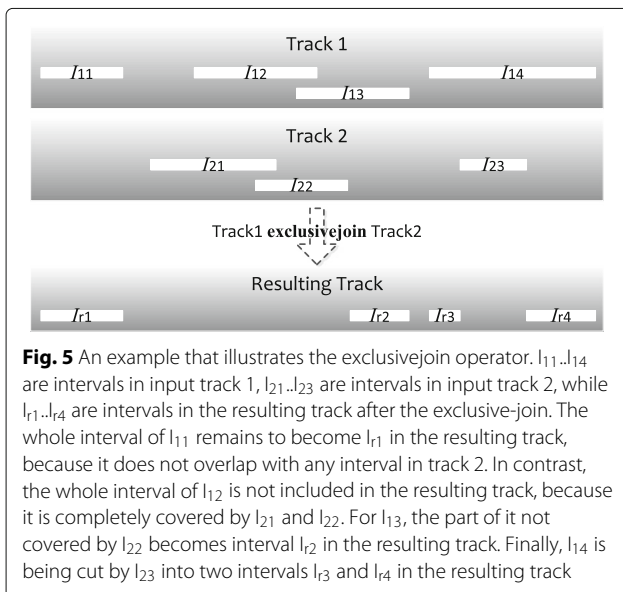 Track 1
I11 I12 I14
I13
Track 2
I21 I23
I22
Track1 exclusivejoin Track2
Resulting Track
Ir1 Ir2 Ir3 Ir4
Fig. 5 An example that illustrates the exclusivejoin operator. I11..I14
are intervals in input track 1, I21..I23 are intervals in input track 2, while
Ir1..Ir4 are intervals in the resulting track after the exclusive-join. The
whole interval of I11 remains to become Ir1 in the resulting track,
because it does not overlap with any interval in track 2. In contrast,
the whole interval of I12 is not included in the resulting track, because
it is completely covered by I21 and I22. For I13, the part of it not
covered by I22 becomes interval Ir2 in the resulting track. Finally, I14 is
being cut by I23 into two intervals Ir3 and Ir4 in the resulting track